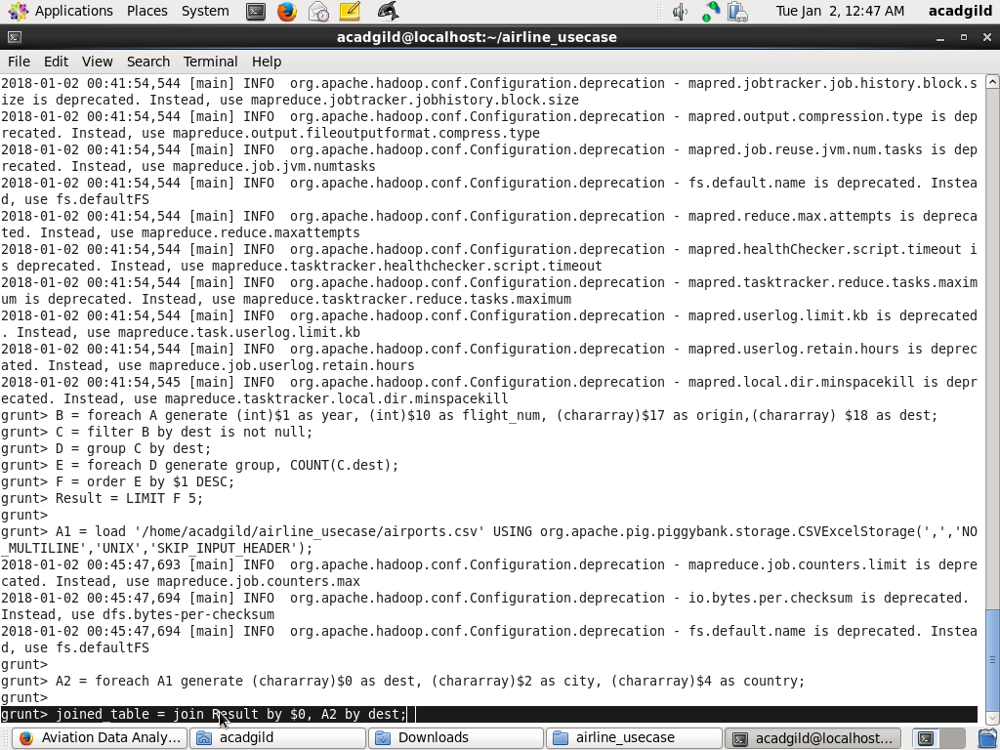 Applications Places System Tue Jan 2, 12:47 AM acadgild
acadgild@localhost:~/airline_usecase
File Edit View Search Terminal Help
2018-01-02 00:41:54,544 [main] INFO  org.apache.hadoop.conf.Configuration.deprecation - mapred.jobtracker.job.history.block.s
ize is deprecated. Instead, use mapreduce.jobtracker.jobhistory.block.size
2018-01-02 00:41:54,544 [main] INFO  org.apache.hadoop.conf.Configuration.deprecation - mapred.output.compression.type is dep
recated. Instead, use mapreduce.output.fileoutputformat.compress.type
2018-01-02 00:41:54,544 [main] INFO  org.apache.hadoop.conf.Configuration.deprecation - mapred.job.reuse.jvm.num.tasks is dep
recated. Instead, use mapreduce.job.jvm.numtasks
2018-01-02 00:41:54,544 [main] INFO  org.apache.hadoop.conf.Configuration.deprecation - fs.default.name is deprecated. Instea
d, use fs.defaultFS
2018-01-02 00:41:54,544 [main] INFO  org.apache.hadoop.conf.Configuration.deprecation - mapred.reduce.max.attempts is depreca
ted. Instead, use mapreduce.reduce.maxattempts
2018-01-02 00:41:54,544 [main] INFO  org.apache.hadoop.conf.Configuration.deprecation - mapred.healthChecker.script.timeout i
s deprecated. Instead, use mapreduce.tasktracker.healthchecker.script.timeout
2018-01-02 00:41:54,544 [main] INFO  org.apache.hadoop.conf.Configuration.deprecation - mapred.tasktracker.reduce.tasks.maxim
um is deprecated. Instead, use mapreduce.tasktracker.reduce.tasks.maximum
2018-01-02 00:41:54,544 [main] INFO  org.apache.hadoop.conf.Configuration.deprecation - mapred.userlog.limit.kb is deprecated
. Instead, use mapreduce.task.userlog.limit.kb
2018-01-02 00:41:54,544 [main] INFO  org.apache.hadoop.conf.Configuration.deprecation - mapred.userlog.retain.hours is deprec
ated. Instead, use mapreduce.job.userlog.retain.hours
2018-01-02 00:41:54,545 [main] INFO  org.apache.hadoop.conf.Configuration.deprecation - mapred.local.dir.minspacekill is depr
ecated. Instead, use mapreduce.tasktracker.local.dir.minspacekill
grunt> B = foreach A generate (int)$1 as year, (int)$10 as flight_num, (chararray)$17 as origin,(chararray) $18 as dest;
grunt> C = filter B by dest is not null;
grunt> D = group C by dest;
grunt> E = foreach D generate group, COUNT(C.dest);
grunt> F = order E by $1 DESC;
grunt> Result = LIMIT F 5;
grunt>
grunt> A1 = load '/home/acadgild/airline_usecase/airports.csv' USING org.apache.pig.piggybank.storage.CSVExcelStorage(',','NO
_MULTILINE','UNIX','SKIP_INPUT_HEADER');
2018-01-02 00:45:47,693 [main] INFO  org.apache.hadoop.conf.Configuration.deprecation - mapreduce.job.counters.limit is depre
cated. Instead, use mapreduce.job.counters.max
2018-01-02 00:45:47,694 [main] INFO  org.apache.hadoop.conf.Configuration.deprecation - io.bytes.per.checksum is deprecated.
Instead, use dfs.bytes-per-checksum
2018-01-02 00:45:47,694 [main] INFO  org.apache.hadoop.conf.Configuration.deprecation - fs.default.name is deprecated. Instea
d, use fs.defaultFS
grunt>
grunt> A2 = foreach A1 generate (chararray)$0 as dest, (chararray)$2 as city, (chararray)$4 as country;
grunt>
grunt> joined_table = join Result by $0, A2 by dest;
Aviation Data Analy... acadgild Downloads airline_usecase acadgild@localhost...